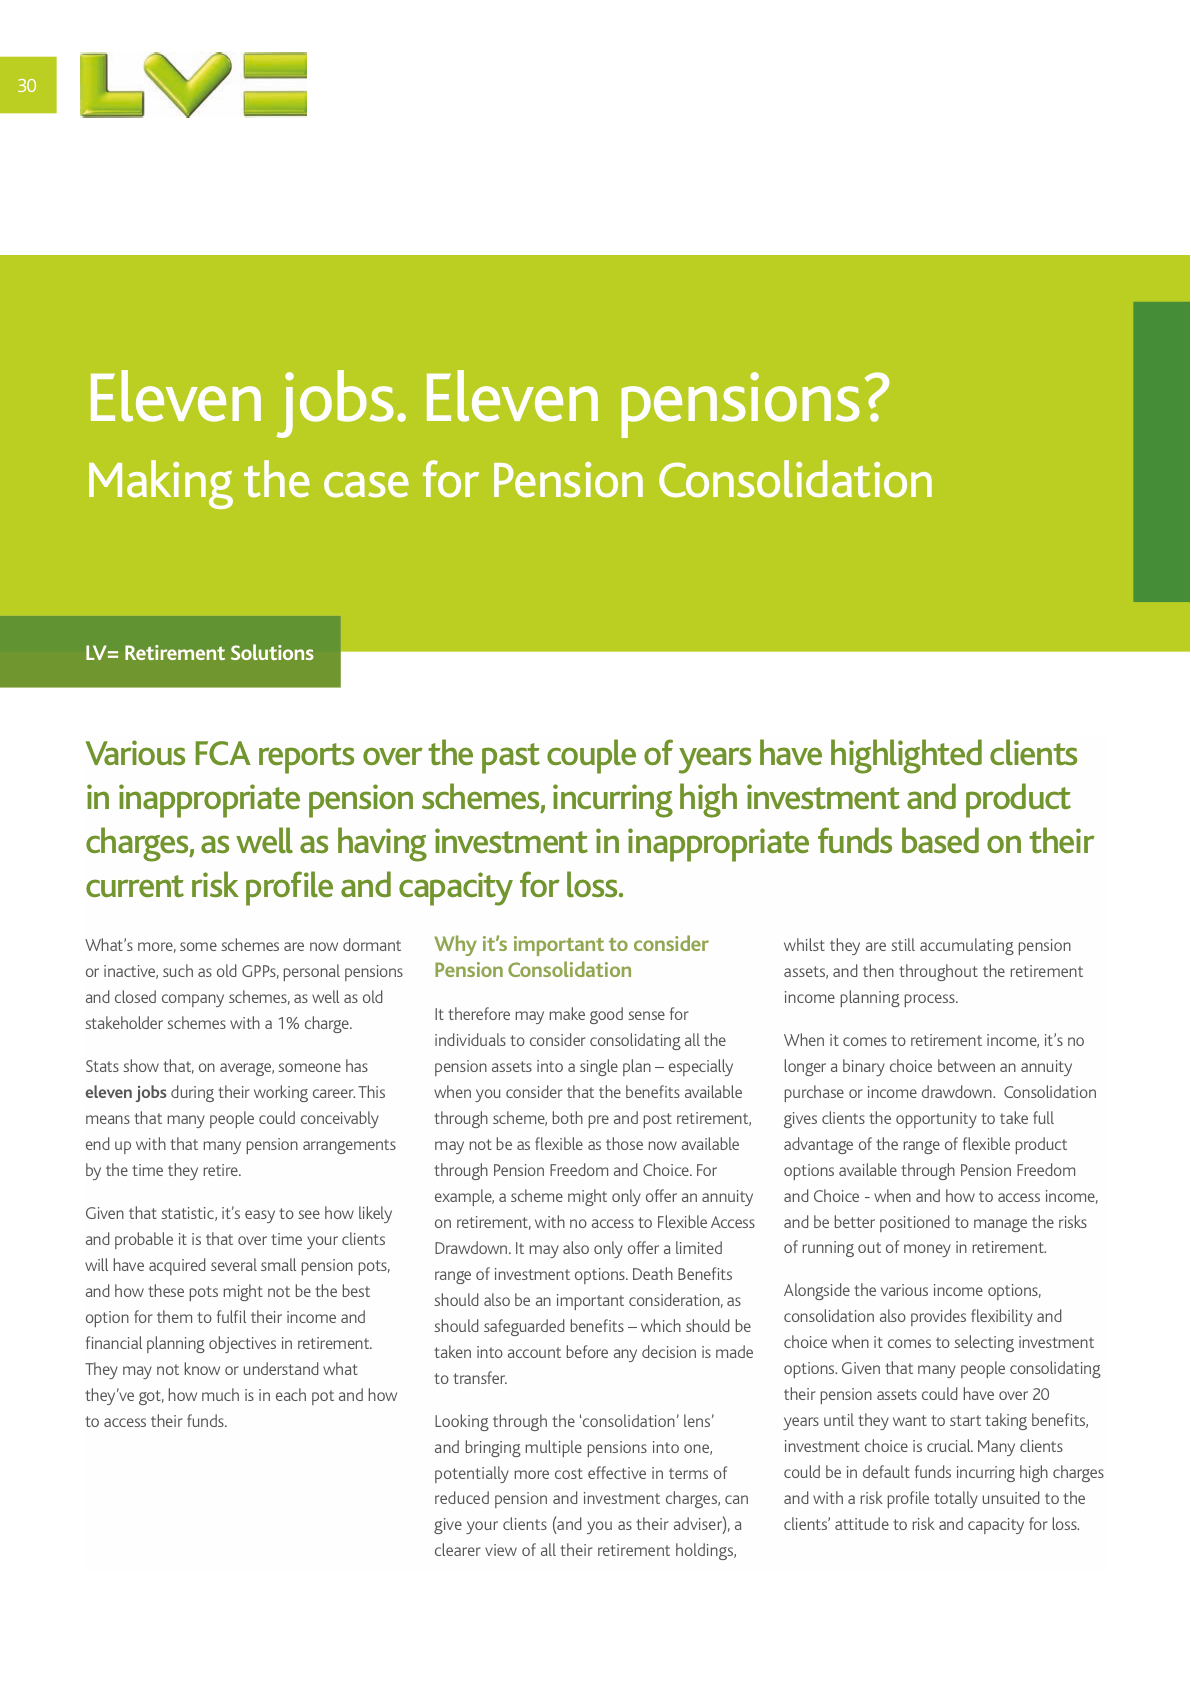 30
LV=
Eleven jobs. Eleven pensions?
Making the case for Pension Consolidation
LV= Retirement Solutions
Various FCA reports over the past couple of years have highlighted clients
in inappropriate pension schemes, incurring high investment and product
charges, as well as having investment in inappropriate funds based on their
current risk profile and capacity for loss.
What’s more, some schemes are now dormant
or inactive, such as old GPPs, personal pensions
and closed company schemes, as well as old
stakeholder schemes with a 1% charge.
Stats show that, on average, someone has
eleven jobs during their working career. This
means that many people could conceivably
end up with that many pension arrangements
by the time they retire.
Given that statistic, it’s easy to see how likely
and probable it is that over time your clients
will have acquired several small pension pots,
and how these pots might not be the best
option for them to fulfil their income and
financial planning objectives in retirement.
They may not know or understand what
they’ve got, how much is in each pot and how
to access their funds.
Why it’s important to consider
Pension Consolidation
It therefore may make good sense for
individuals to consider consolidating all the
pension assets into a single plan – especially
when you consider that the benefits available
through scheme, both pre and post retirement,
may not be as flexible as those now available
through Pension Freedom and Choice. For
example, a scheme might only offer an annuity
on retirement, with no access to Flexible Access
Drawdown. It may also only offer a limited
range of investment options. Death Benefits
should also be an important consideration, as
should safeguarded benefits – which should be
taken into account before any decision is made
to transfer.
Looking through the ‘consolidation’ lens’
and bringing multiple pensions into one,
potentially more cost effective in terms of
reduced pension and investment charges, can
give your clients (and you as their adviser), a
clearer view of all their retirement holdings,
whilst they are still accumulating pension
assets, and then throughout the retirement
income planning process.
When it comes to retirement income, it’s no
longer a binary choice between an annuity
purchase or income drawdown.  Consolidation
gives clients the opportunity to take full
advantage of the range of flexible product
options available through Pension Freedom
and Choice - when and how to access income,
and be better positioned to manage the risks
of running out of money in retirement.
Alongside the various income options,
consolidation also provides flexibility and
choice when it comes to selecting investment
options. Given that many people consolidating
their pension assets could have over 20
years until they want to start taking benefits,
investment choice is crucial. Many clients
could be in default funds incurring high charges
and with a risk profile totally unsuited to the
clients’ attitude to risk and capacity for loss.